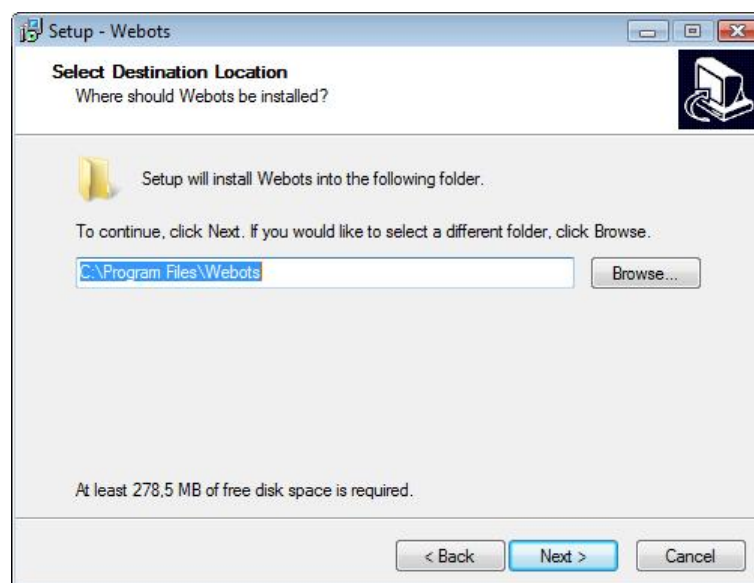 Setup - Webots
Select Destination Location
Where should Webots be installed?
Setup will install Webots into the following folder.
To continue, click Next. If you would like to select a different folder, click Browse.
C:\Program Files\Webots
Browse...
At least 278,5 MB of free disk space is required.
< Back
Next >
Cancel